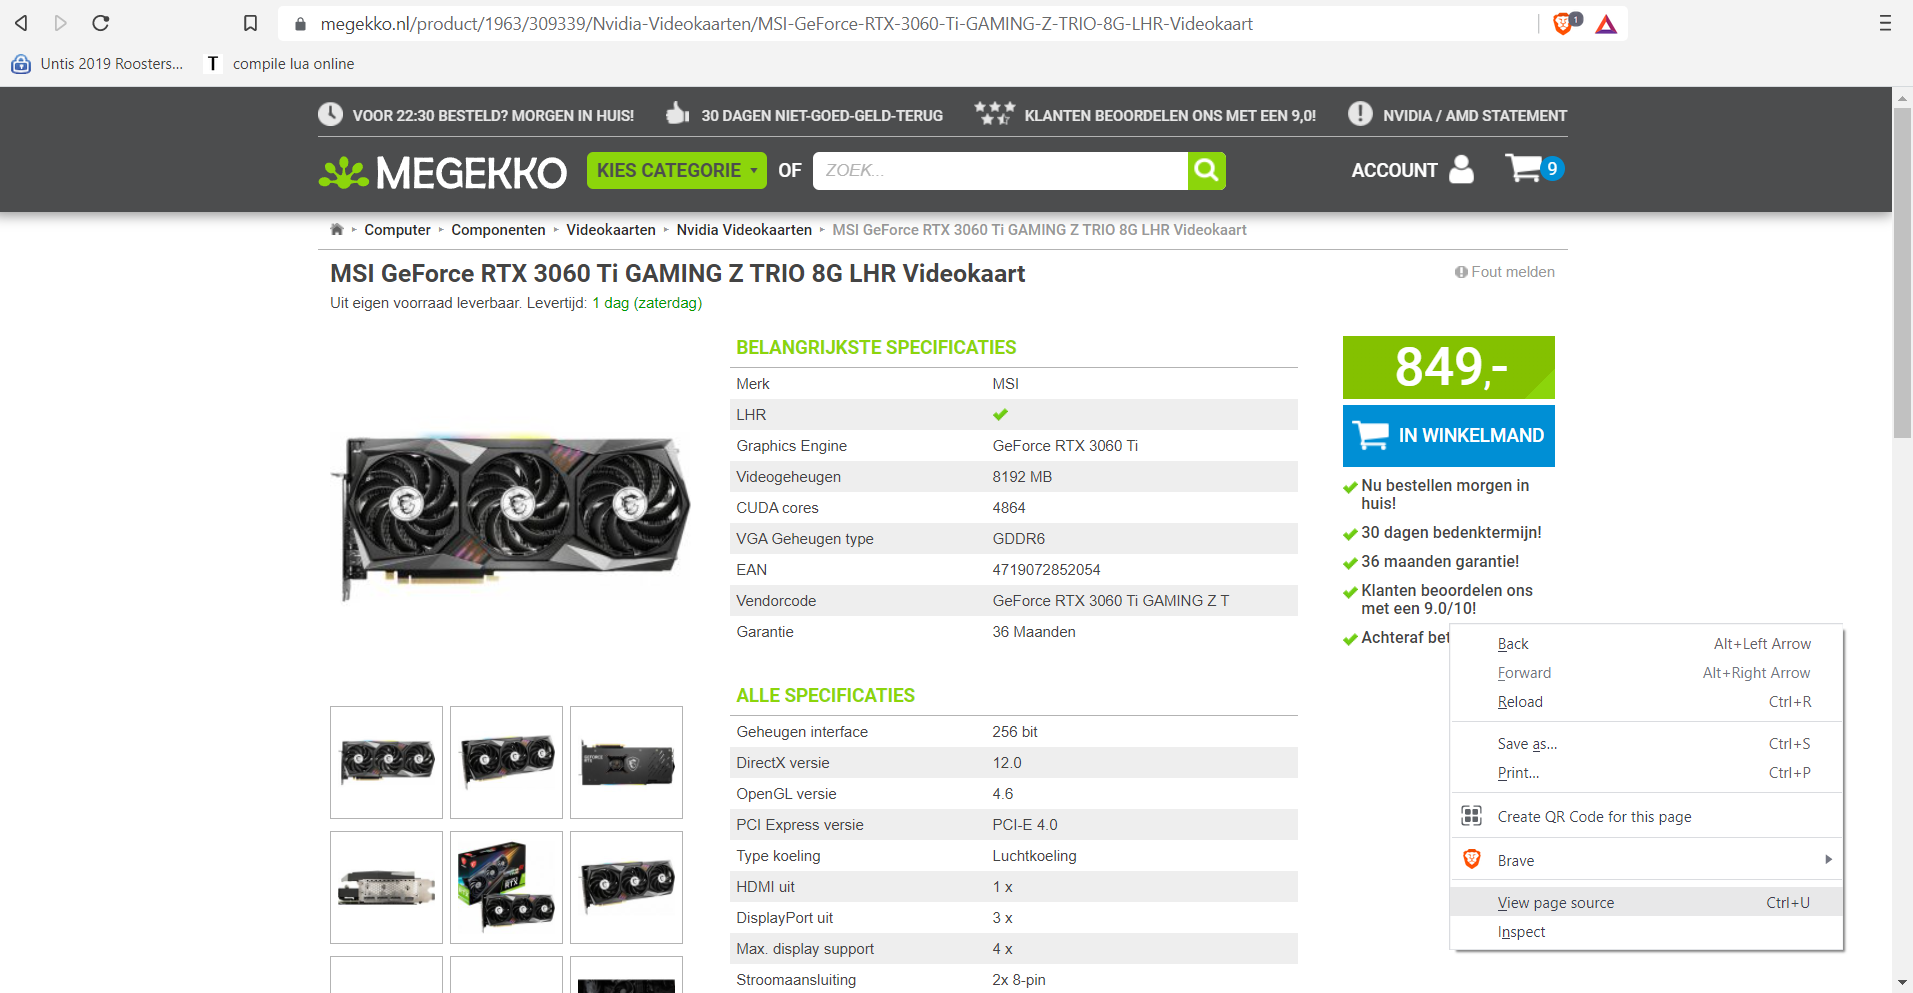 megekko.nl/product/1963/309339/Nvidia-Videokaarten/MSI-GeForce-RTX-3060-Ti-GAMING-Z-TRIO-8G-LHR-Videokaart
1
Untis 2019 Roosters...
T compile lua online
VOOR 22:30 BESTELD? MORGEN IN HUIS!
30 DAGEN NIET-GOED-GELD-TERUG
KLANTEN BEOORDELEN ONS MET EEN 9,0!
NVIDIA / AMD STATEMENT
MEGEKKO
KIES CATEGORIE
OF
ZOEK...
ACCOUNT
9
Computer
Componenten
Videokaarten
Nvidia Videokaarten
MSI GeForce RTX 3060 Ti GAMING Z TRIO 8G LHR Videokaart
MSI GeForce RTX 3060 Ti GAMING Z TRIO 8G LHR Videokaart
Fout melden
Uit eigen voorraad leverbaar. Levertijd: 1 dag (zaterdag)
BELANGRIJKSTE SPECIFICATIES
Merk MSI
LHR
Graphics Engine GeForce RTX 3060 Ti
Videogeheugen 8192 MB
CUDA cores 4864
VGA Geheugen type GDDR6
EAN 4719072852054
Vendorcode GeForce RTX 3060 Ti GAMING Z T
Garantie 36 Maanden
ALLE SPECIFICATIES
Geheugen interface 256 bit
DirectX versie 12.0
OpenGL versie 4.6
PCI Express versie PCI-E 4.0
Type koeling Luchtkoeling
HDMI uit 1 x
DisplayPort uit 3 x
Max. display support 4 x
Stroomaansluiting 2x 8-pin
849,-
IN WINKELMAND
Nu bestellen morgen in
huis!
30 dagen bedenktermijn!
36 maanden garantie!
Klanten beoordelen ons
met een 9.0/10!
Achteraf bet
Back Alt+Left Arrow
Forward Alt+Right Arrow
Reload Ctrl+R
Save as... Ctrl+S
Print... Ctrl+P
Create QR Code for this page
Brave
View page source Ctrl+U
Inspect